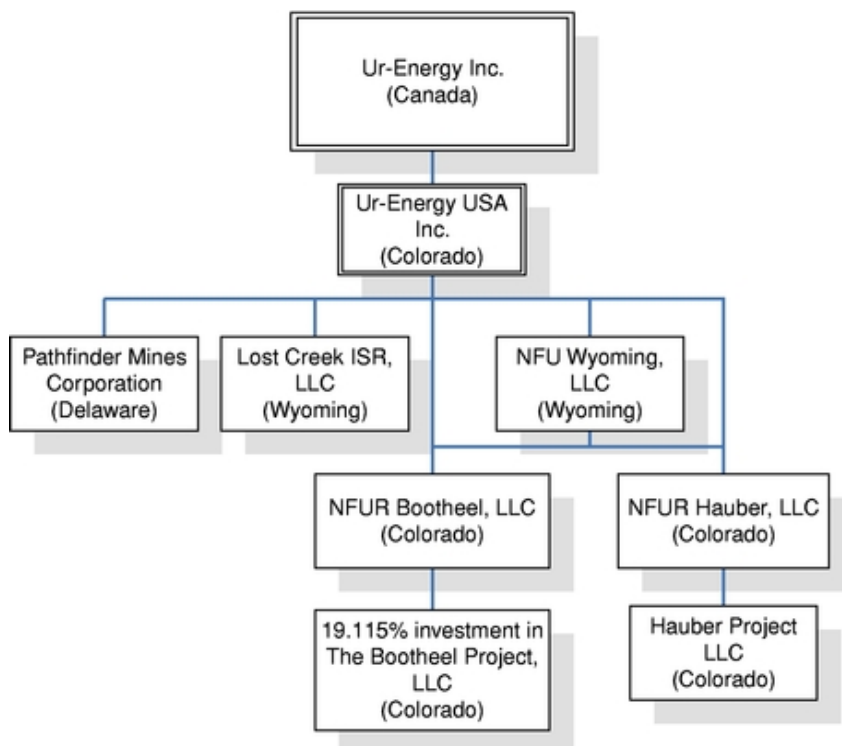 Ur-Energy Inc.
(Canada)
Ur-Energy USA
Inc.
(Colorado)
Pathfinder Mines
Corporation
(Delaware)
Lost Creek ISR,
LLC
(Wyoming)
NFU Wyoming,
LLC
(Wyoming)
NFUR Bootheel, LLC
(Colorado)
NFUR Hauber, LLC
(Colorado)
19.115% investment in
The Bootheel Project,
LLC
(Colorado)
Hauber Project
LLC
(Colorado)